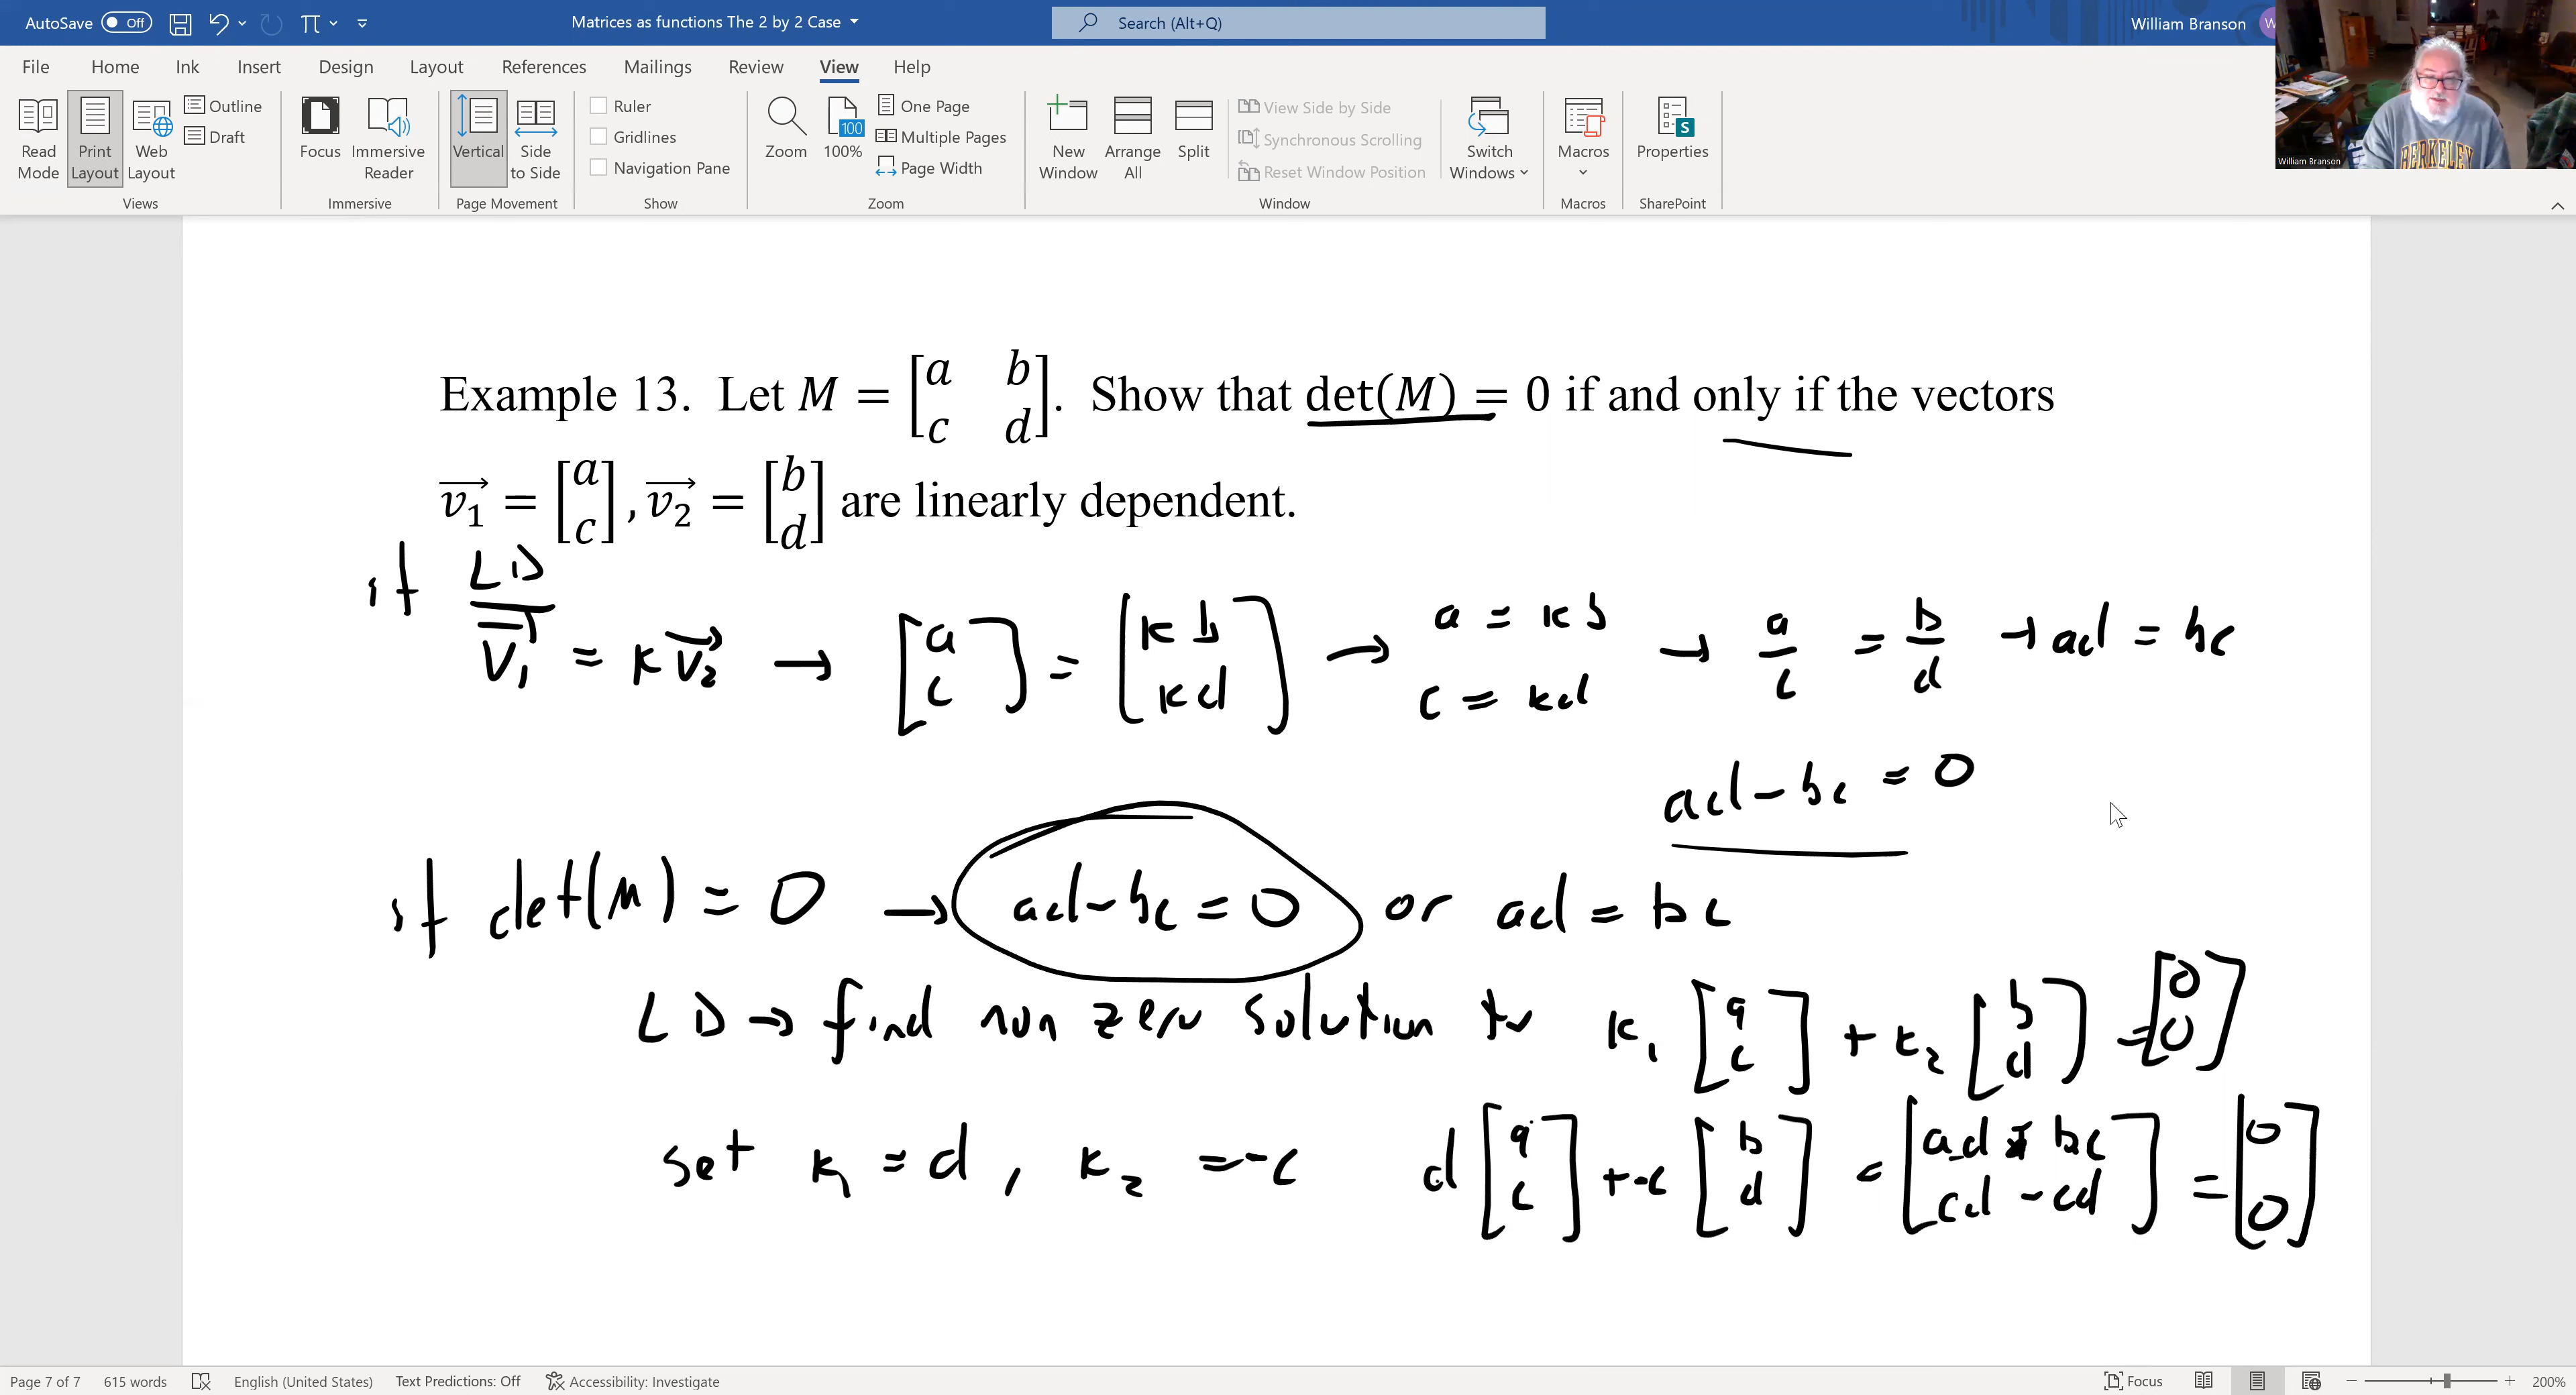 AutoSave Off Matrices as functions The 2 by 2 Case Search (Alt+Q) William Branson W
File Home Ink Insert Design Layout References Mailings Review View Help
Read Mode Print Layout Web Layout Outline Draft Focus Immersive Reader Vertical Side to Side Ruler Gridlines Navigation Pane Zoom 100 100% One Page Multiple Pages Page Width New Window Arrange All Split View Side by Side Synchronous Scrolling Reset Window Position Switch Windows Macros S Properties
Views Immersive Page Movement Show Zoom Window Macros SharePoint
William Branson
BERKELEY
Example 13. Let M = [a b; c d]. Show that det(M) = 0 if and only if the vectors
v₁ = [a; c], v₂ = [b; d] are linearly dependent.
if LD
v₁ = k v₂ → [a; c] = [kb; kd] → a = kb c = kd → a/c = b/d → ad = bc
ad - bc = 0
if det(M) = 0 → ad - bc = 0 or ad = bc
LD → find non zero solution to k₁ [a; c] + k₂ [b; d] = [0; 0]
set k₁ = d, k₂ = -c d [a; c] + -c [b; d] = [ad - bc; cd - cd] = [0; 0]
Page 7 of 7 615 words English (United States) Text Predictions: Off Accessibility: Investigate Focus 200%